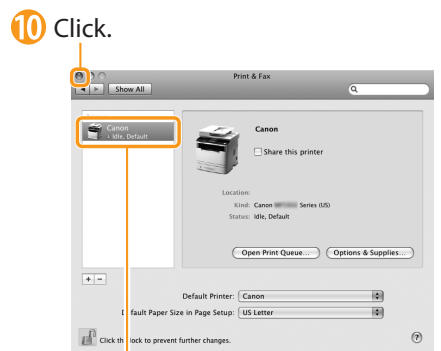 10 Click.
Print & Fax
Show All
Canon
• Idle, Default
Canon
Share this printer
Location:
Kind: Canon Series (US)
Status: Idle, Default
Open Print Queue...
Options & Supplies...
+ −
Default Printer: Canon
Default Paper Size in Page Setup: US Letter
Click the lock to prevent further changes.
?